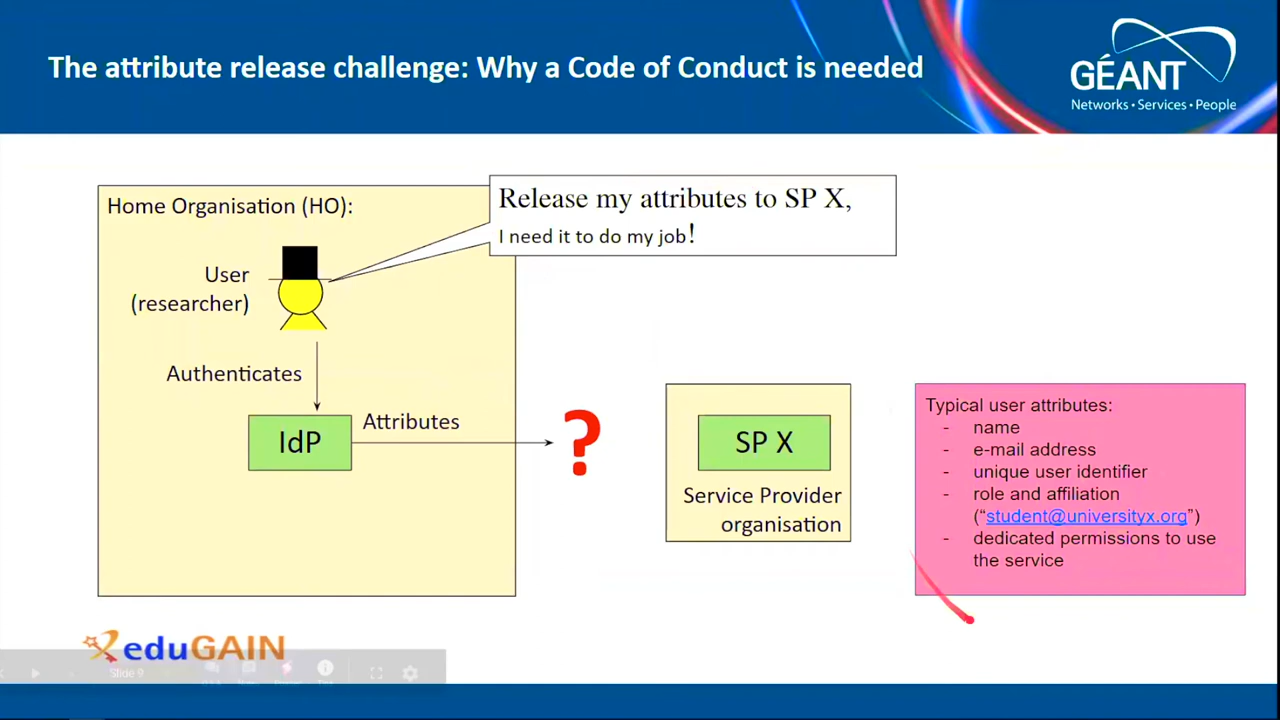 The attribute release challenge: Why a Code of Conduct is needed
GÉANT
Networks • Services • People
Home Organisation (HO):
Release my attributes to SP X,
I need it to do my job!
User
(researcher)
Authenticates
Attributes
IdP
?
SP X
Service Provider
organisation
Typical user attributes:
- name
- e-mail address
- unique user identifier
- role and affiliation
(“student@universityx.org”)
- dedicated permissions to use
the service
eduGAIN
Slide 9